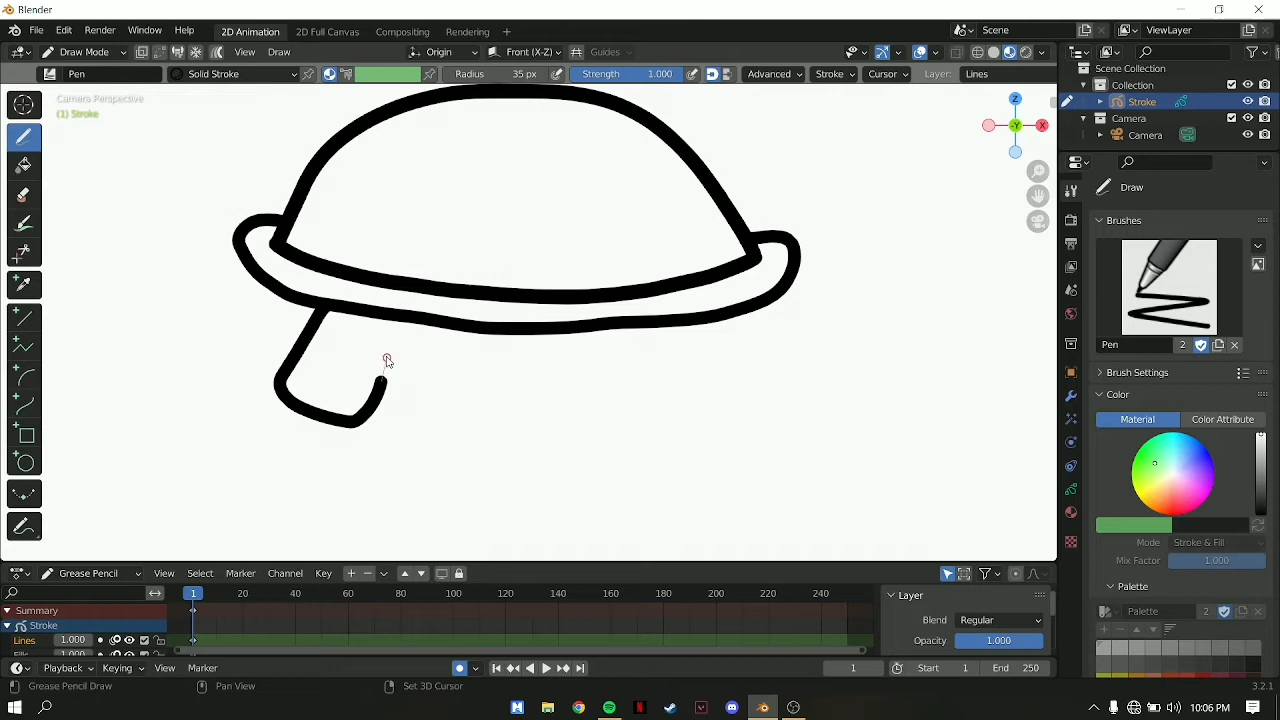 Blender
File Edit Render Window Help 2D Animation 2D Full Canvas Compositing Rendering + Scene ViewLayer
Draw Mode View Draw Origin Front (X-Z) Guides
Pen Solid Stroke Radius 35 px Strength 1.000 Advanced Stroke Cursor Layer: Lines
Camera Perspective
(1) Stroke
Z
-Y
X
Scene Collection
Collection
Stroke
Camera
Camera
Draw
Brushes
Pen 2
Brush Settings
Color
Material Color Attribute
Mode Stroke & Fill
Mix Factor 1.000
Palette
Palette 2
Grease Pencil View Select Marker Channel Key
1 20 40 60 80 100 120 140 160 180 200 220 240
Summary
Stroke
Lines 1.000
Fills 1.000
Layer
Blend Regular
Opacity 1.000
Playback Keying View Marker 1 Start 1 End 250
Grease Pencil Draw Pan View Set 3D Cursor 3.2.1
10:06 PM